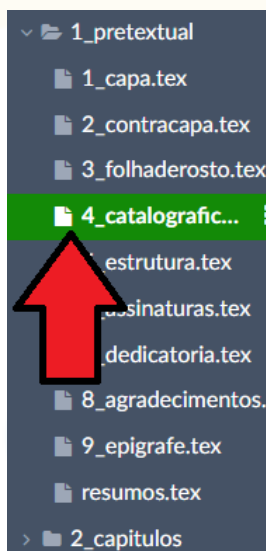 1_pretextual
1_capa.tex
2_contracapa.tex
3_folhaderosto.tex
4_catalografic...
_estrutura.tex
ssinaturas.tex
dedicatoria.tex
8_agradecimentos.
9_epigrafe.tex
resumos.tex
2_capitulos